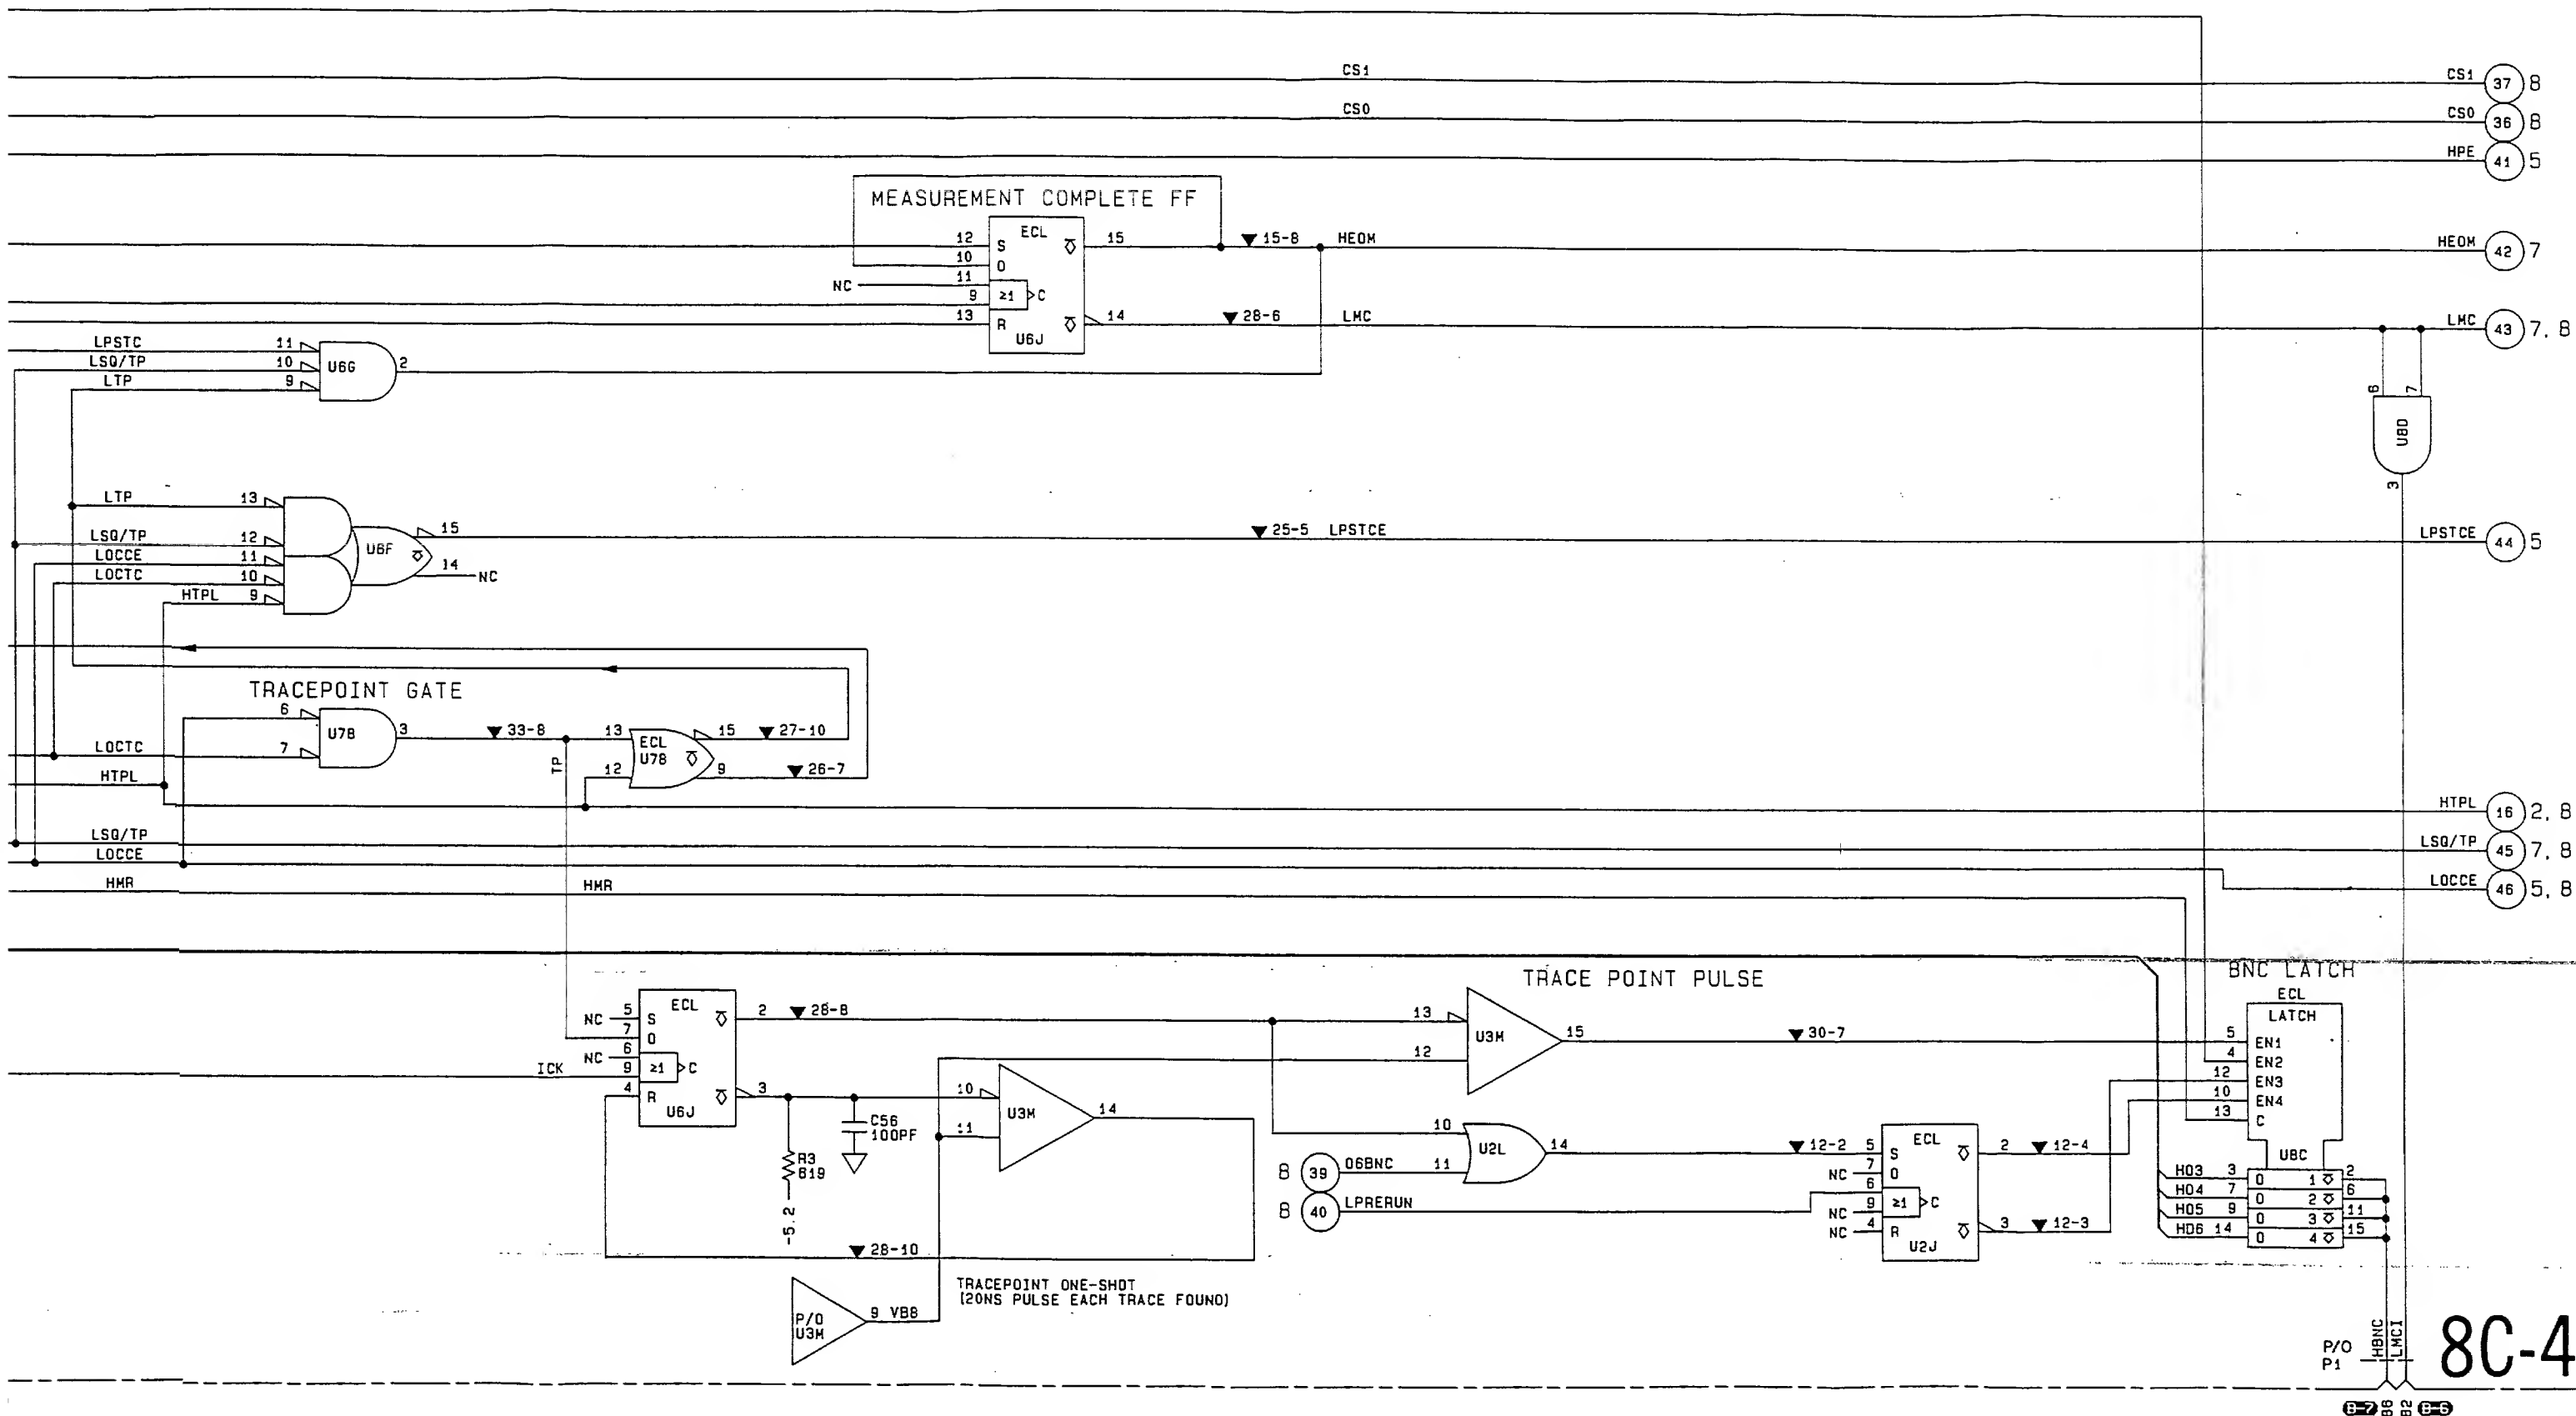 CS1
CS1 37 8
CS0
CS0 36 8
HPE 41 5
MEASUREMENT COMPLETE FF
ECL
12 S
10 O
NC 11
9 ≥1 C
13 R
U6J
15 ▼ 15-8 HEOM
HEOM 42 7
14 ▼ 28-6 LMC
LMC 43 7, 8
LPSTC 11
LSQ/TP 10
LTP 9
U6G 2
6 7
U8D
3
LTP 13
LSQ/TP 12
LOCCE 11
LOCTC 10
HTPL 9
15
14 NC
▼ 25-5 LPSTCE
LPSTCE 44 5
TRACEPOINT GATE
6
LOCTC 7
U7B 3
▼ 33-8
TP
13
12
ECL
U7B
15 ▼ 27-10
9 ▼ 26-7
HTPL
HTPL 16 2, 8
LSQ/TP
LSQ/TP 45 7, 8
LOCCE
LOCCE 46 5, 8
HMR
HMR
TRACE POINT PULSE
BNC LATCH
ECL
LATCH
5 EN1
4 EN2
12 EN3
10 EN4
13 C
HD3 3 O 1 2
HD4 7 O 2 6
HD5 9 O 3 11
HD6 14 O 4 15
ECL
NC 5 S
7 O
NC 6
ICK 9 ≥1 C
4 R
U6J
2 ▼ 28-8
3
R3
619
-5.2
C56
100PF
10
11
U3M
14
▼ 28-10
13
12
U3M
15
▼ 30-7
10
8 39 06BNC 11
U2L
14
▼ 12-2
8 40 LPRERUN
ECL
5 S
NC 7 O
6
NC 9 ≥1 C
NC 4 R
U2J
2 ▼ 12-4
3 ▼ 12-3
TRACEPOINT ONE-SHOT
(20NS PULSE EACH TRACE FOUND)
P/O
U3M
9 VBB
P/O
P1
HBNC
LMCI
8C-4
B-7
B6
B2
B-6